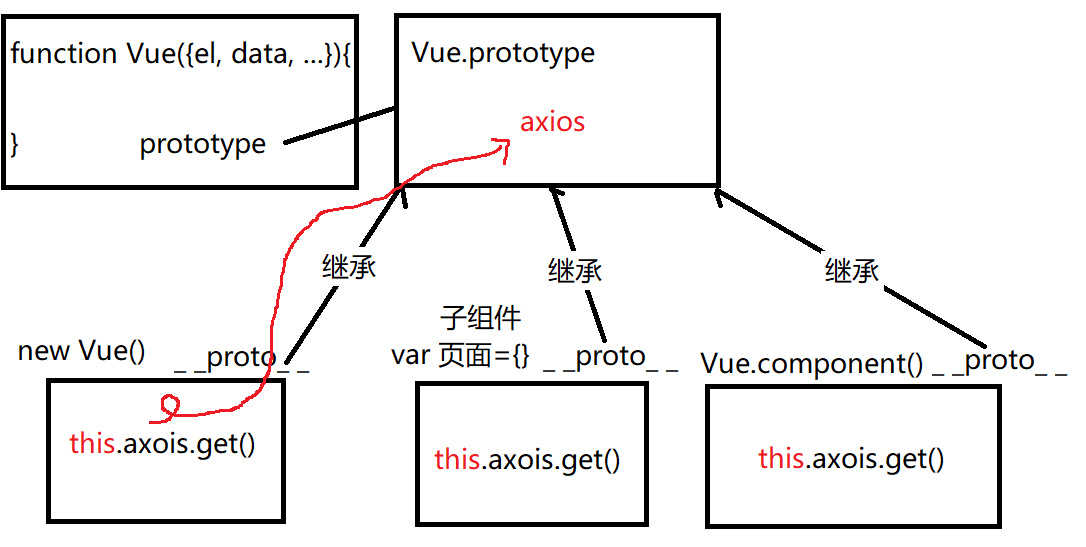 function Vue({el, data, ...}){
}
prototype
Vue.prototype
axios
继承
继承
继承
new Vue()
_ _proto_ _
this.axois.get()
子组件
var 页面={}
_ _proto_ _
this.axois.get()
Vue.component()
_ _proto_ _
this.axois.get()